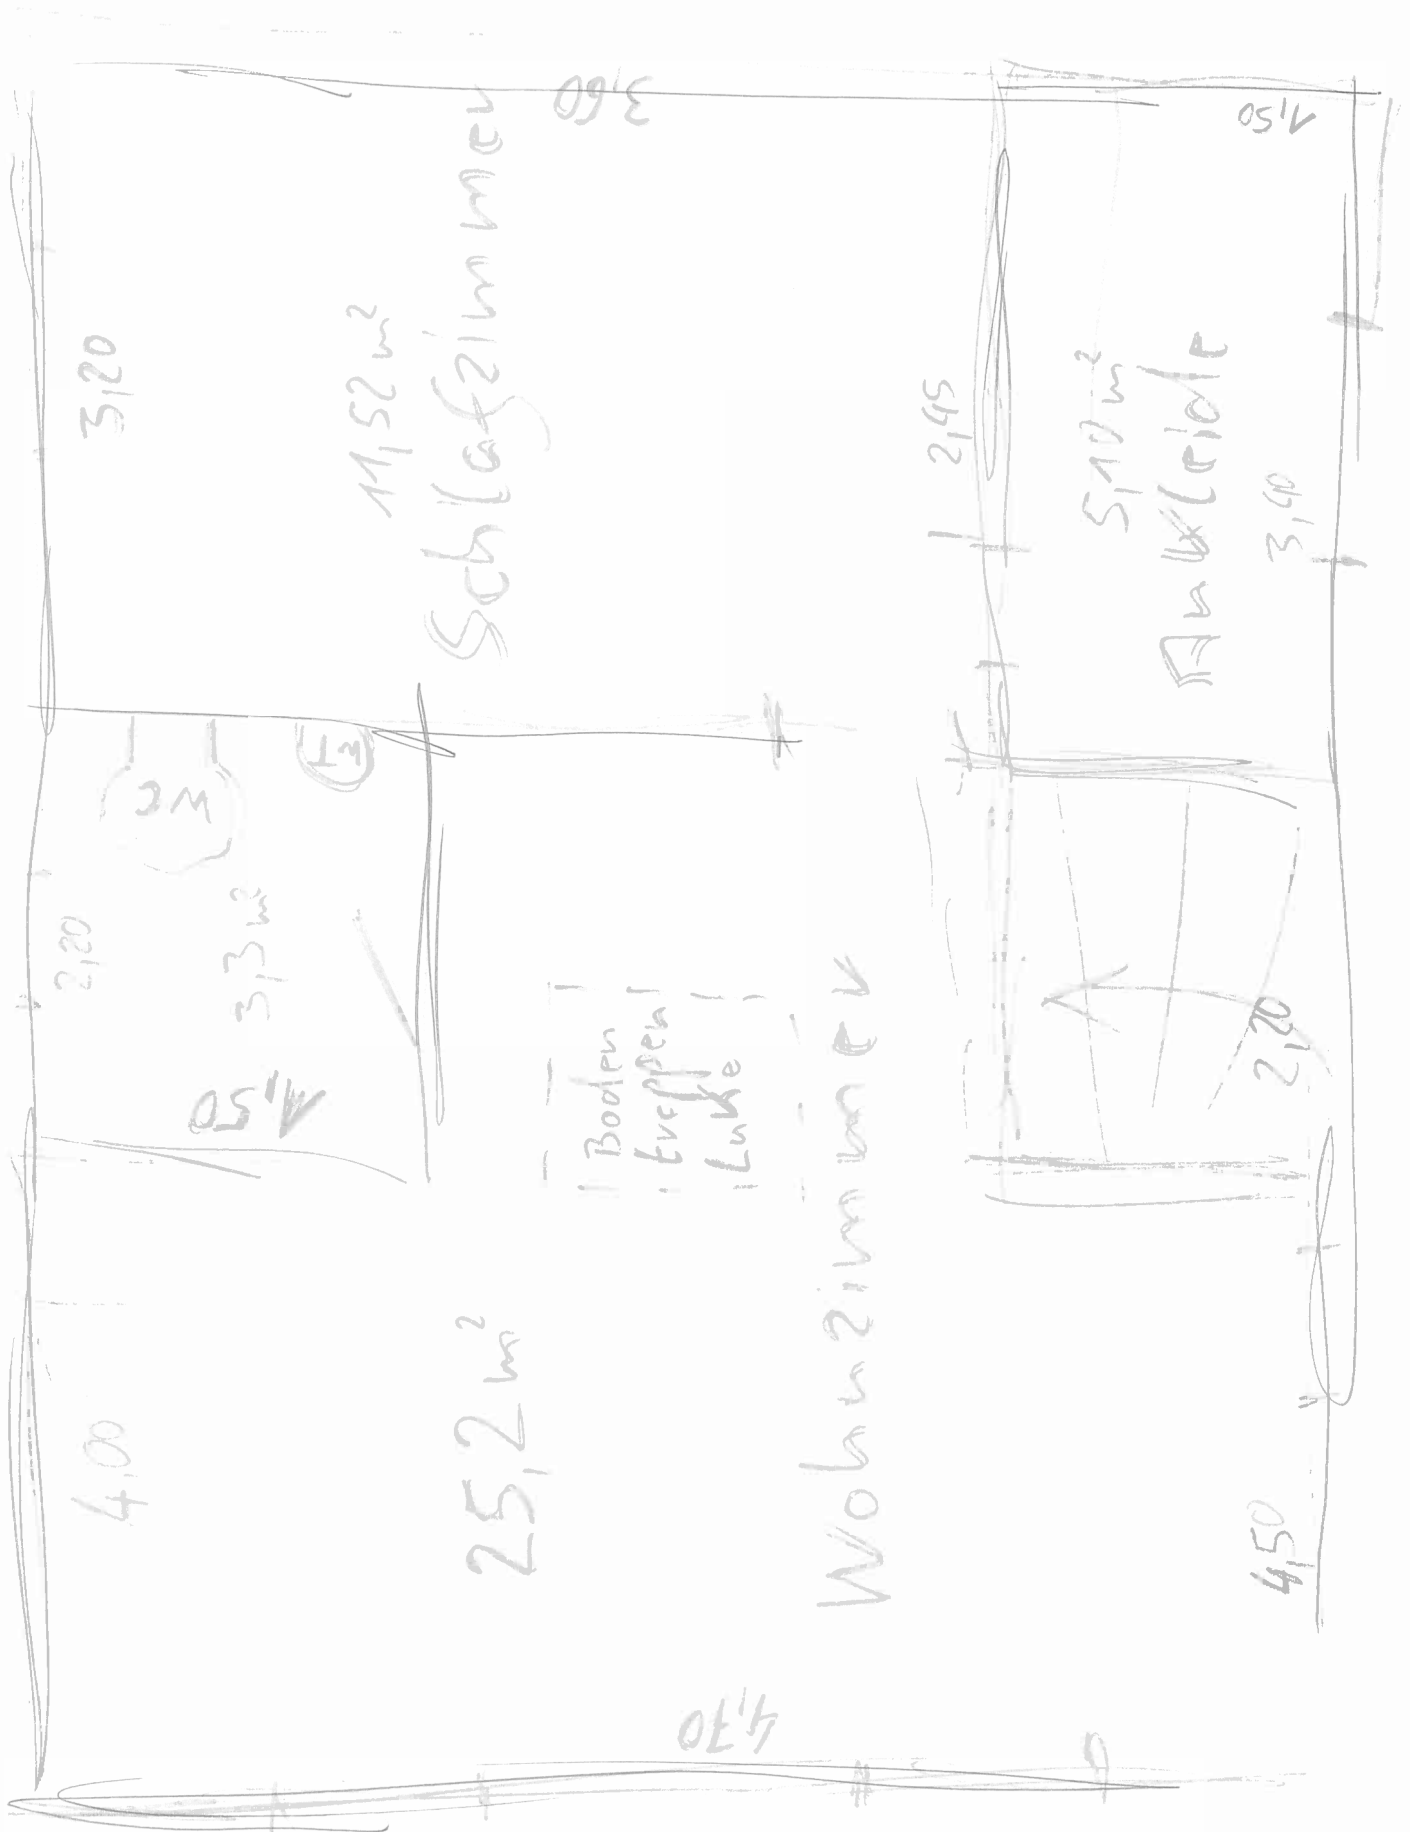 3,60
1,50
3,20
11,52 m²
Schlafzimmer
2,45
5,10 m²
Ankleide
3,40
WC
2,20
3,3 m²
1,50
Boden
treppen
Luke
2,20
4,00
25,2 m²
Wohnzimmer
4,50
4,70